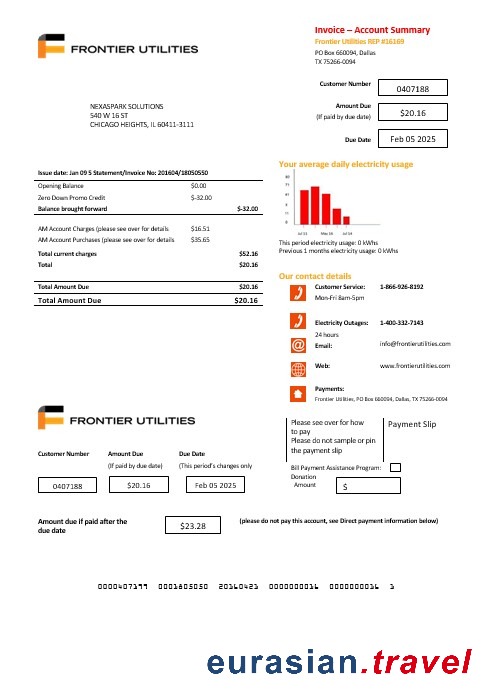 FRONTIER UTILITIES
Invoice – Account Summary
Frontier Utilities REP #16169
PO Box 660094, Dallas
TX 75266-0094
Customer Number
0407188
Amount Due
(If paid by due date)
$20.16
Due Date
Feb 05 2025
NEXASPARK SOLUTIONS
540 W 16 ST
CHICAGO HEIGHTS, IL 60411-3111
Issue date: Jan 09 5 Statement/Invoice No: 201604/18050550
Opening Balance $0.00
Zero Down Promo Credit $-32.00
Balance brought forward $-32.00
AM Account Charges (please see over for details $16.51
AM Account Purchases (please see over for details $35.65
Total current charges $52.16
Total $20.16
Total Amount Due $20.16
Total Amount Due $20.16
Your average daily electricity usage
This period electricity usage: 0 kWhs
Previous 1 months electricity usage: 0 kWhs
Our contact details
Customer Service: 1-866-926-8192
Mon-Fri 8am-5pm
Electricity Outages: 1-400-332-7143
24 hours
Email: info@frontierutilities.com
Web: www.frontierutilities.com
Payments:
Frontier Utilities, PO Box 660094, Dallas, TX 75266-0094
FRONTIER UTILITIES
Please see over for how
to pay
Please do not sample or pin
the payment slip
Payment Slip
Customer Number
0407188
Amount Due
(If paid by due date)
$20.16
Due Date
(This period's changes only
Feb 05 2025
Bill Payment Assistance Program:
Donation
Amount
$
Amount due if paid after the
due date
$23.28
(please do not pay this account, see Direct payment information below)
0000407199 0001805050 20160421 0000000016 0000000016 1
eurasian.travel